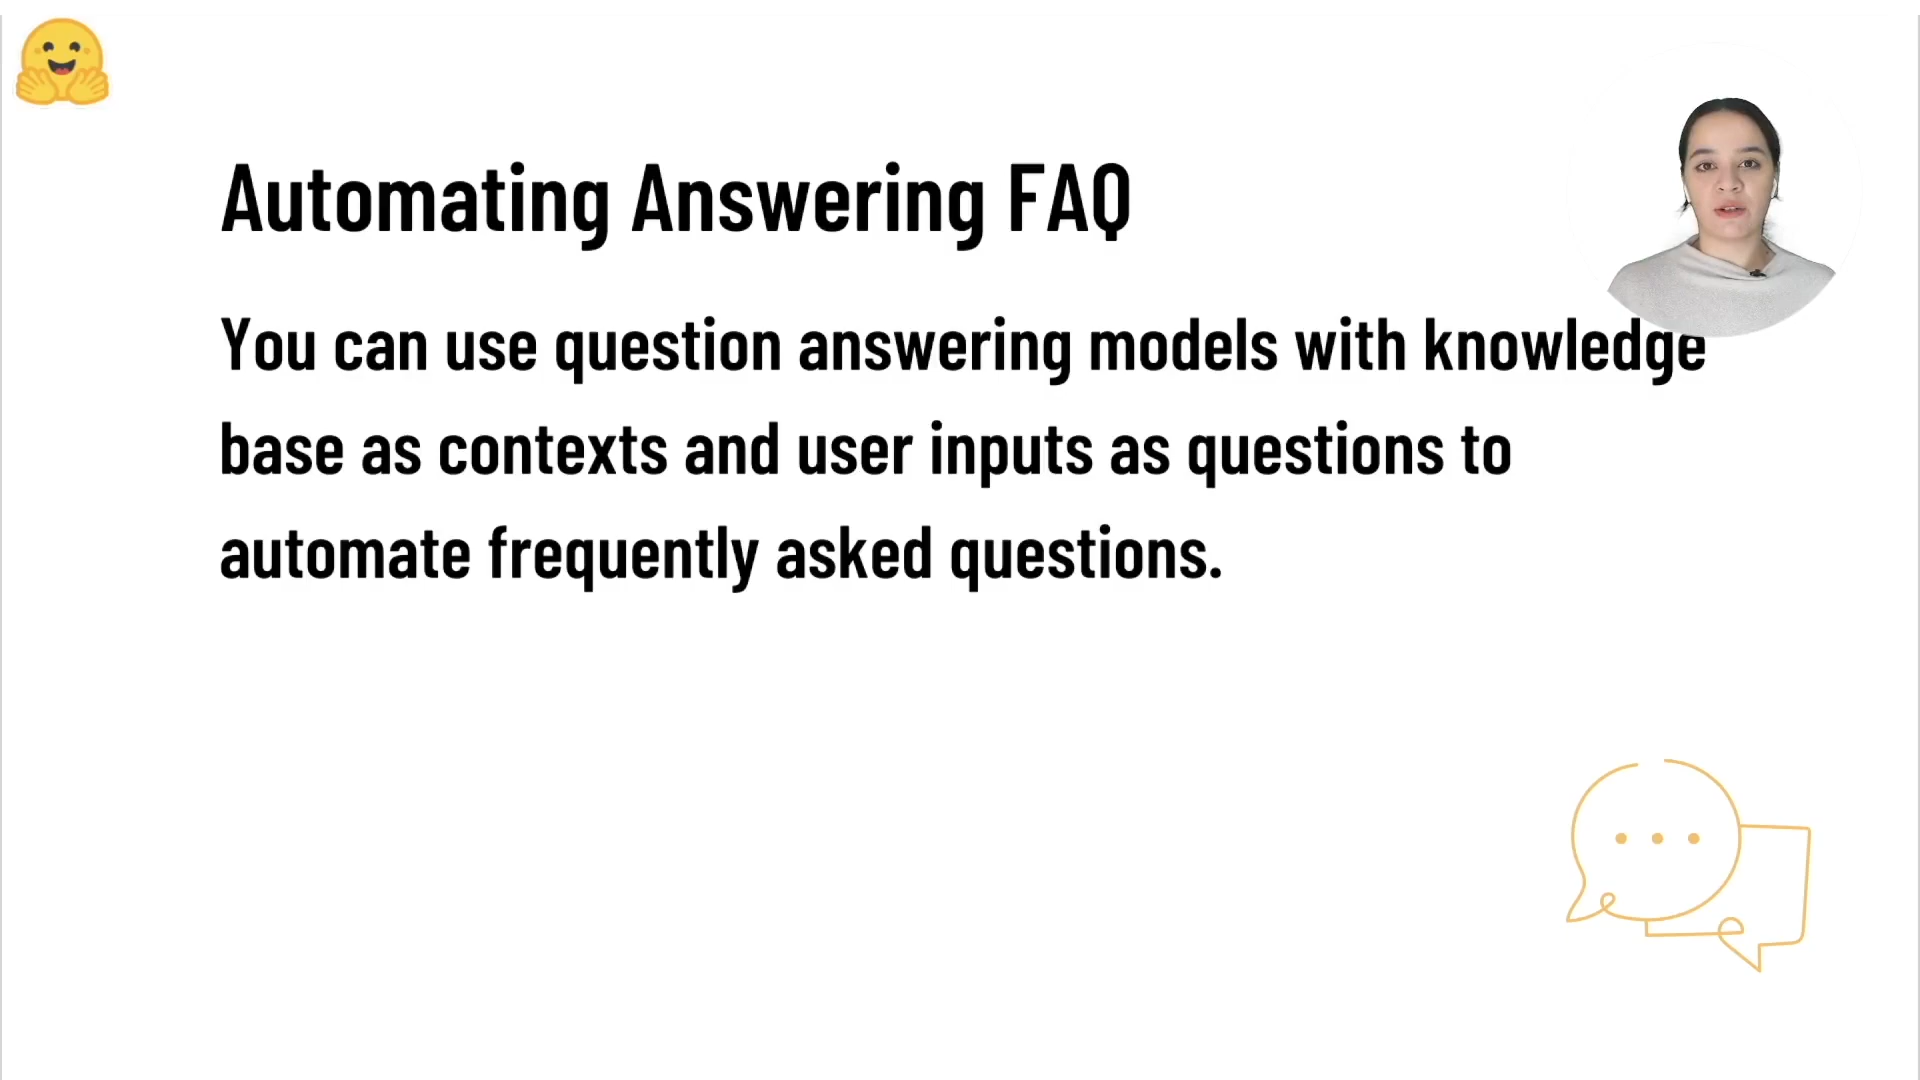 Automating Answering FAQ
You can use question answering models with knowledge
base as contexts and user inputs as questions to
automate frequently asked questions.